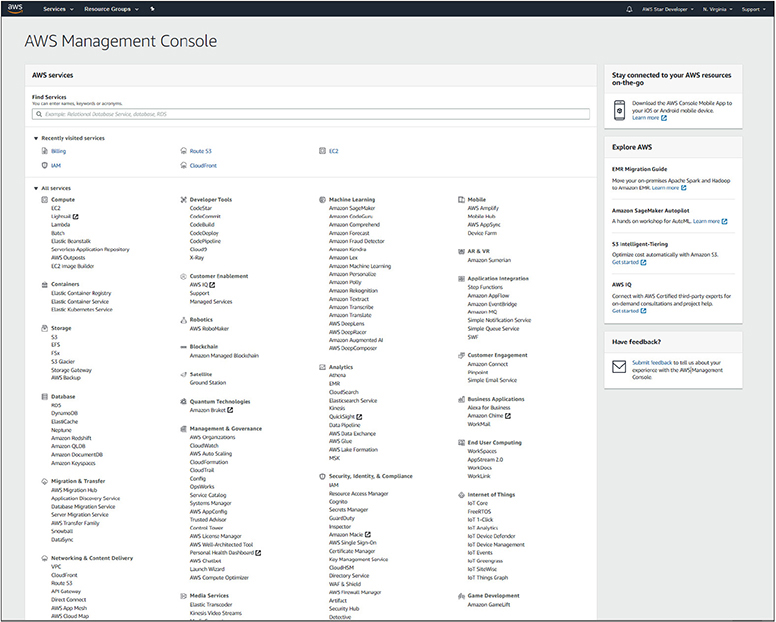 aws
Services
Resource Groups
AWS Star Developer
N. Virginia
Support
AWS Management Console
AWS services
Find Services
You can enter names, keywords or acronyms.
Example: Relational Database Service, database, RDS
Recently visited services
Billing
Route 53
EC2
IAM
CloudFront
All services
Compute
EC2
Lightsail
Lambda
Batch
Elastic Beanstalk
Serverless Application Repository
AWS Outposts
EC2 Image Builder
Containers
Elastic Container Registry
Elastic Container Service
Elastic Kubernetes Service
Storage
S3
EFS
FSx
S3 Glacier
Storage Gateway
AWS Backup
Database
RDS
DynamoDB
ElastiCache
Neptune
Amazon Redshift
Amazon QLDB
Amazon DocumentDB
Amazon Keyspaces
Migration & Transfer
AWS Migration Hub
Application Discovery Service
Database Migration Service
Server Migration Service
AWS Transfer Family
Snowball
DataSync
Networking & Content Delivery
VPC
CloudFront
Route 53
API Gateway
Direct Connect
AWS App Mesh
AWS Cloud Map
Developer Tools
CodeStar
CodeCommit
CodeBuild
CodeDeploy
CodePipeline
Cloud9
X-Ray
Customer Enablement
AWS IQ
Support
Managed Services
Robotics
AWS RoboMaker
Blockchain
Amazon Managed Blockchain
Satellite
Ground Station
Quantum Technologies
Amazon Braket
Management & Governance
AWS Organizations
CloudWatch
AWS Auto Scaling
CloudFormation
CloudTrail
Config
OpsWorks
Service Catalog
Systems Manager
AWS AppConfig
Trusted Advisor
Control Tower
AWS License Manager
AWS Well-Architected Tool
Personal Health Dashboard
AWS Chatbot
Launch Wizard
AWS Compute Optimizer
Media Services
Elastic Transcoder
Kinesis Video Streams
Machine Learning
Amazon SageMaker
Amazon CodeGuru
Amazon Comprehend
Amazon Forecast
Amazon Fraud Detector
Amazon Kendra
Amazon Lex
Amazon Machine Learning
Amazon Personalize
Amazon Polly
Amazon Rekognition
Amazon Textract
Amazon Transcribe
Amazon Translate
AWS DeepLens
AWS DeepRacer
Amazon Augmented AI
AWS DeepComposer
Analytics
Athena
EMR
CloudSearch
Elasticsearch Service
Kinesis
QuickSight
Data Pipeline
AWS Data Exchange
AWS Glue
AWS Lake Formation
MSK
Security, Identity, & Compliance
IAM
Resource Access Manager
Cognito
Secrets Manager
GuardDuty
Inspector
Amazon Macie
AWS Single Sign-On
Certificate Manager
Key Management Service
CloudHSM
Directory Service
WAF & Shield
AWS Firewall Manager
Artifact
Security Hub
Detective
Mobile
AWS Amplify
Mobile Hub
AWS AppSync
Device Farm
AR & VR
Amazon Sumerian
Application Integration
Step Functions
Amazon AppFlow
Amazon EventBridge
Amazon MQ
Simple Notification Service
Simple Queue Service
SWF
Customer Engagement
Amazon Connect
Pinpoint
Simple Email Service
Business Applications
Alexa for Business
Amazon Chime
WorkMail
End User Computing
WorkSpaces
AppStream 2.0
WorkDocs
WorkLink
Internet of Things
IoT Core
FreeRTOS
IoT 1-Click
IoT Analytics
IoT Device Defender
IoT Device Management
IoT Events
IoT Greengrass
IoT SiteWise
IoT Things Graph
Game Development
Amazon GameLift
Stay connected to your AWS resources
on-the-go
Download the AWS Console Mobile App to
your iOS or Android mobile device.
Learn more
Explore AWS
EMR Migration Guide
Move your on-premises Apache Spark and Hadoop
to Amazon EMR. Learn more
Amazon SageMaker Autopilot
A hands on workshop for AutoML. Learn more
S3 Intelligent-Tiering
Optimize cost automatically with Amazon S3.
Get started
AWS IQ
Connect with AWS Certified third-party experts for
on-demand consultations and project help.
Get started
Have feedback?
Submit feedback to tell us about your
experience with the AWS Management
Console.